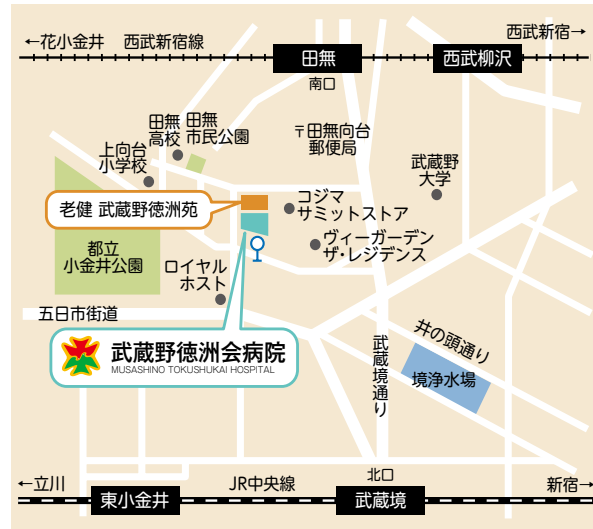 ←花小金井
西武新宿線
西武新宿→
田無
西武柳沢
南口
田無
高校
田無
市民公園
〒田無向台
郵便局
上向台
小学校
武蔵野
大学
老健 武蔵野徳洲苑
コジマ
サミットストア
ヴィーガーデン
ザ・レジデンス
都立
小金井公園
ロイヤル
ホスト
五日市街道
井の頭通り
武蔵境通り
武蔵野徳洲会病院
MUSASHINO TOKUSHUKAI HOSPITAL
境浄水場
←立川
JR中央線
北口
新宿→
東小金井
武蔵境